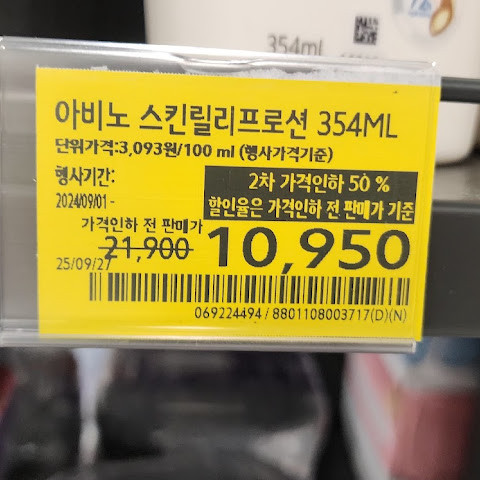 354ml
아비노 스킨릴리프로션 354ML
단위가격:3,093원/100 ml (행사가격기준)
행사기간:
2024/09/01 -
2차 가격인하 50 %
할인율은 가격인하 전 판매가 기준
가격인하 전 판매가
21,900
10,950
25/09/27
069224494 / 8801108003717(D)(N)